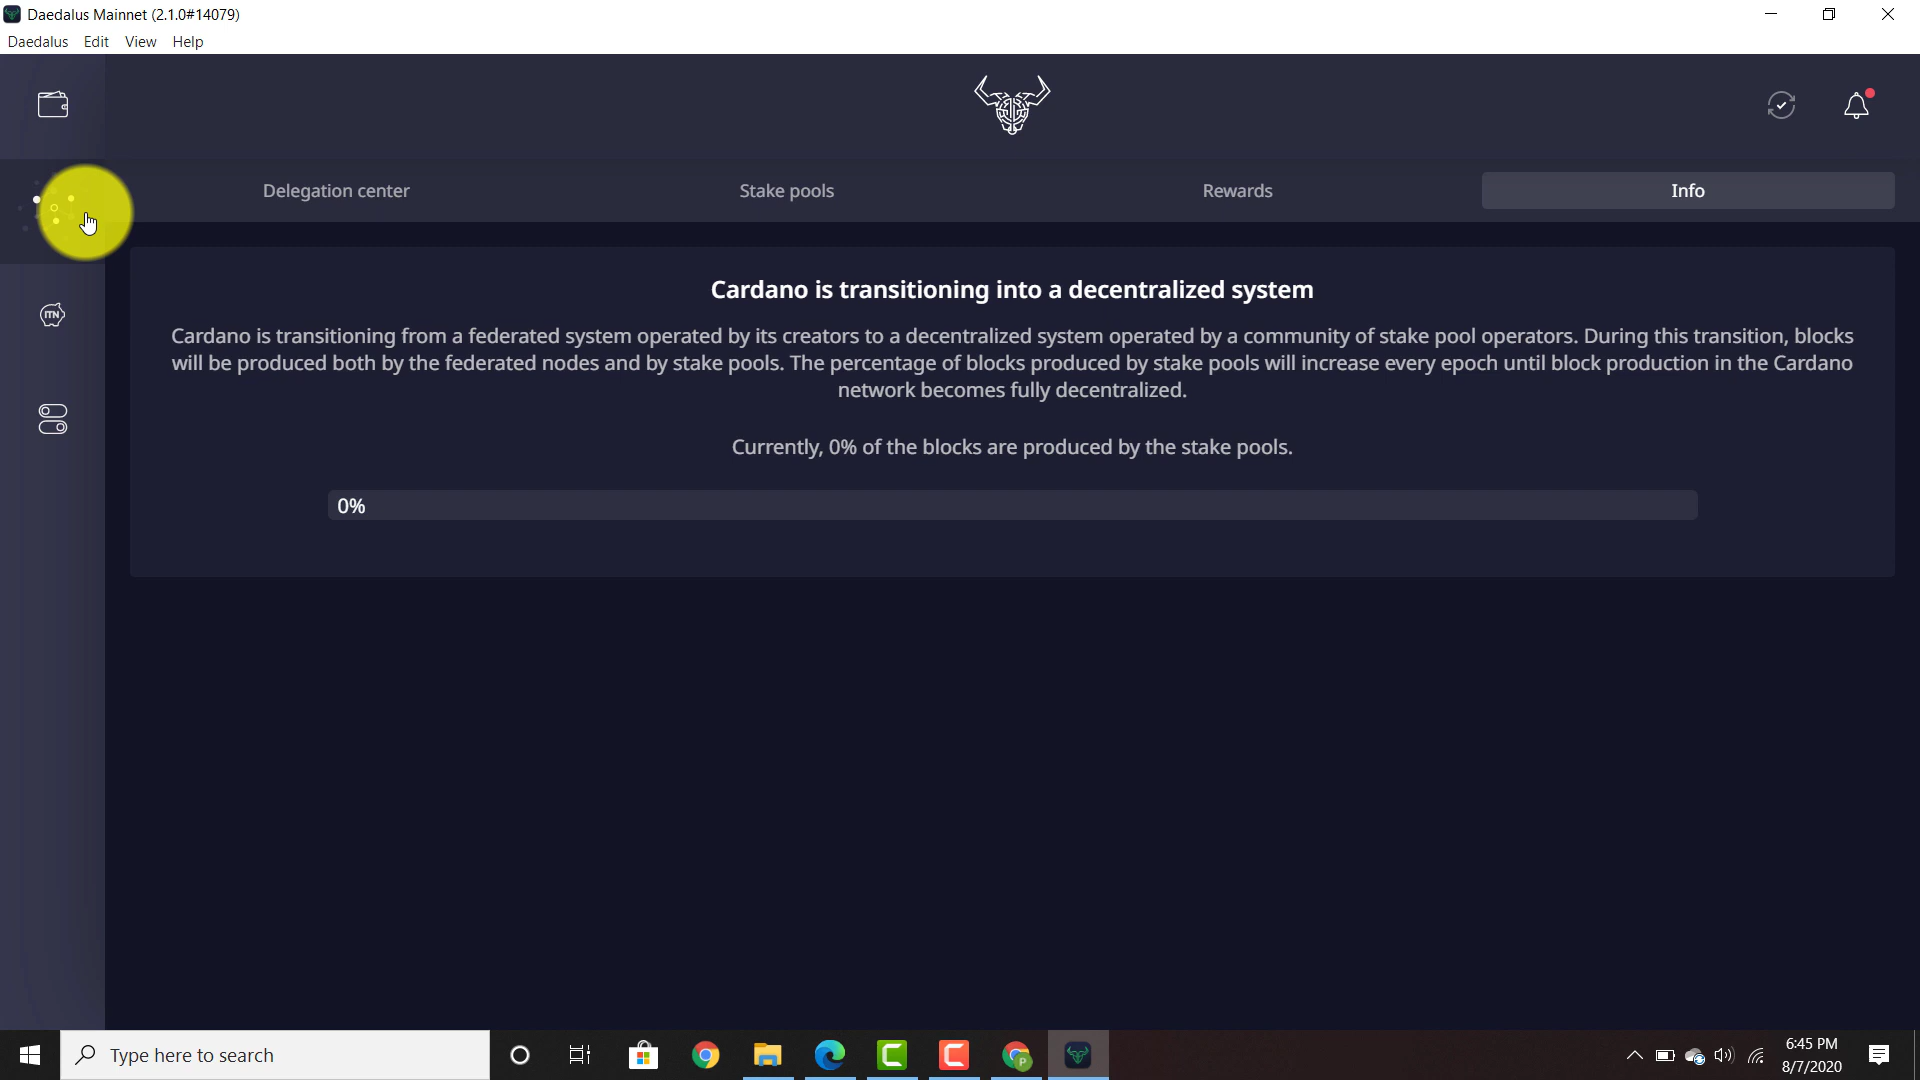 Daedalus Mainnet (2.1.0#14079)
Daedalus Edit View Help
Delegation center Stake pools Rewards Info
Cardano is transitioning into a decentralized system
Cardano is transitioning from a federated system operated by its creators to a decentralized system operated by a community of stake pool operators. During this transition, blocks
will be produced both by the federated nodes and by stake pools. The percentage of blocks produced by stake pools will increase every epoch until block production in the Cardano
network becomes fully decentralized.
ITN
Currently, 0% of the blocks are produced by the stake pools.
0%
Type here to search
P
6:45 PM
8/7/2020